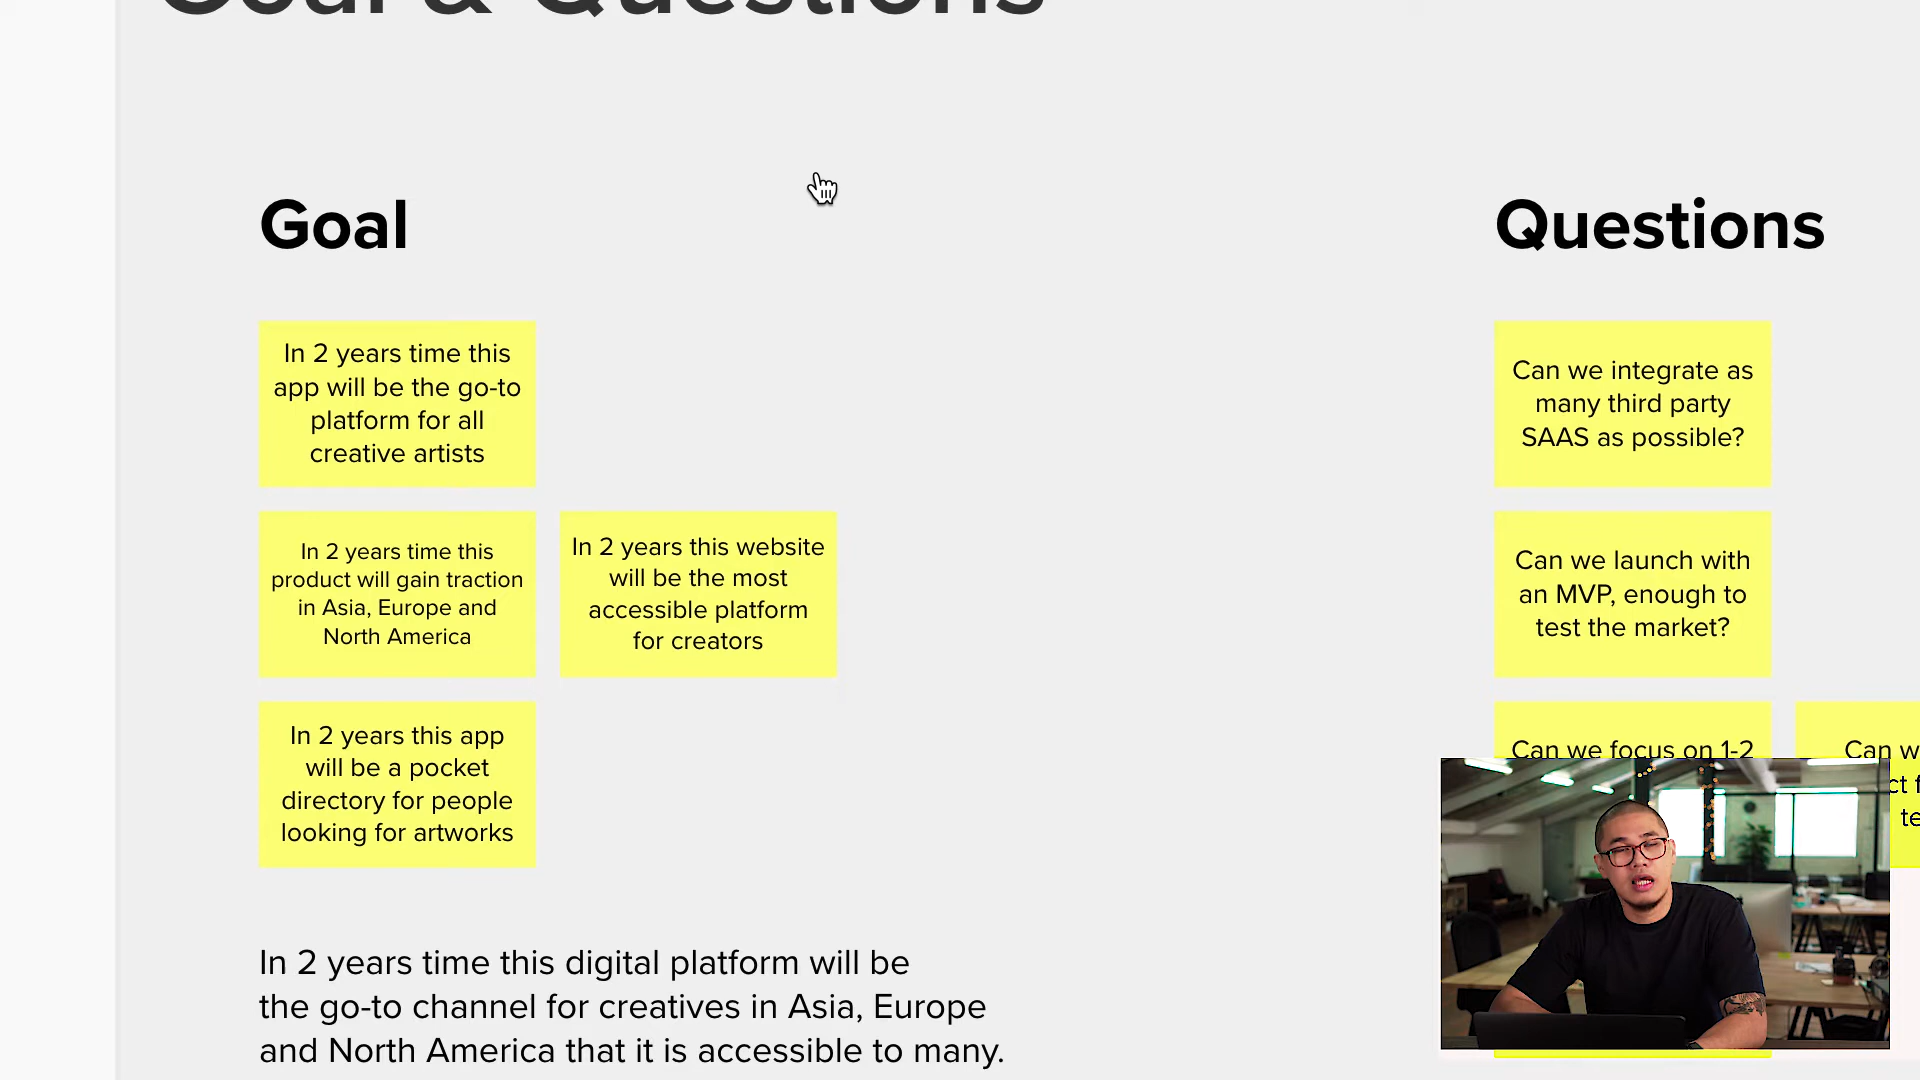 Goal & Questions
Goal
In 2 years time this
app will be the go-to
platform for all
creative artists
In 2 years time this
product will gain traction
in Asia, Europe and
North America
In 2 years this website
will be the most
accessible platform
for creators
In 2 years this app
will be a pocket
directory for people
looking for artworks
In 2 years time this digital platform will be
the go-to channel for creatives in Asia, Europe
and North America that it is accessible to many.
Questions
Can we integrate as
many third party
SAAS as possible?
Can we launch with
an MVP, enough to
test the market?
Can we focus on 1-2
Can